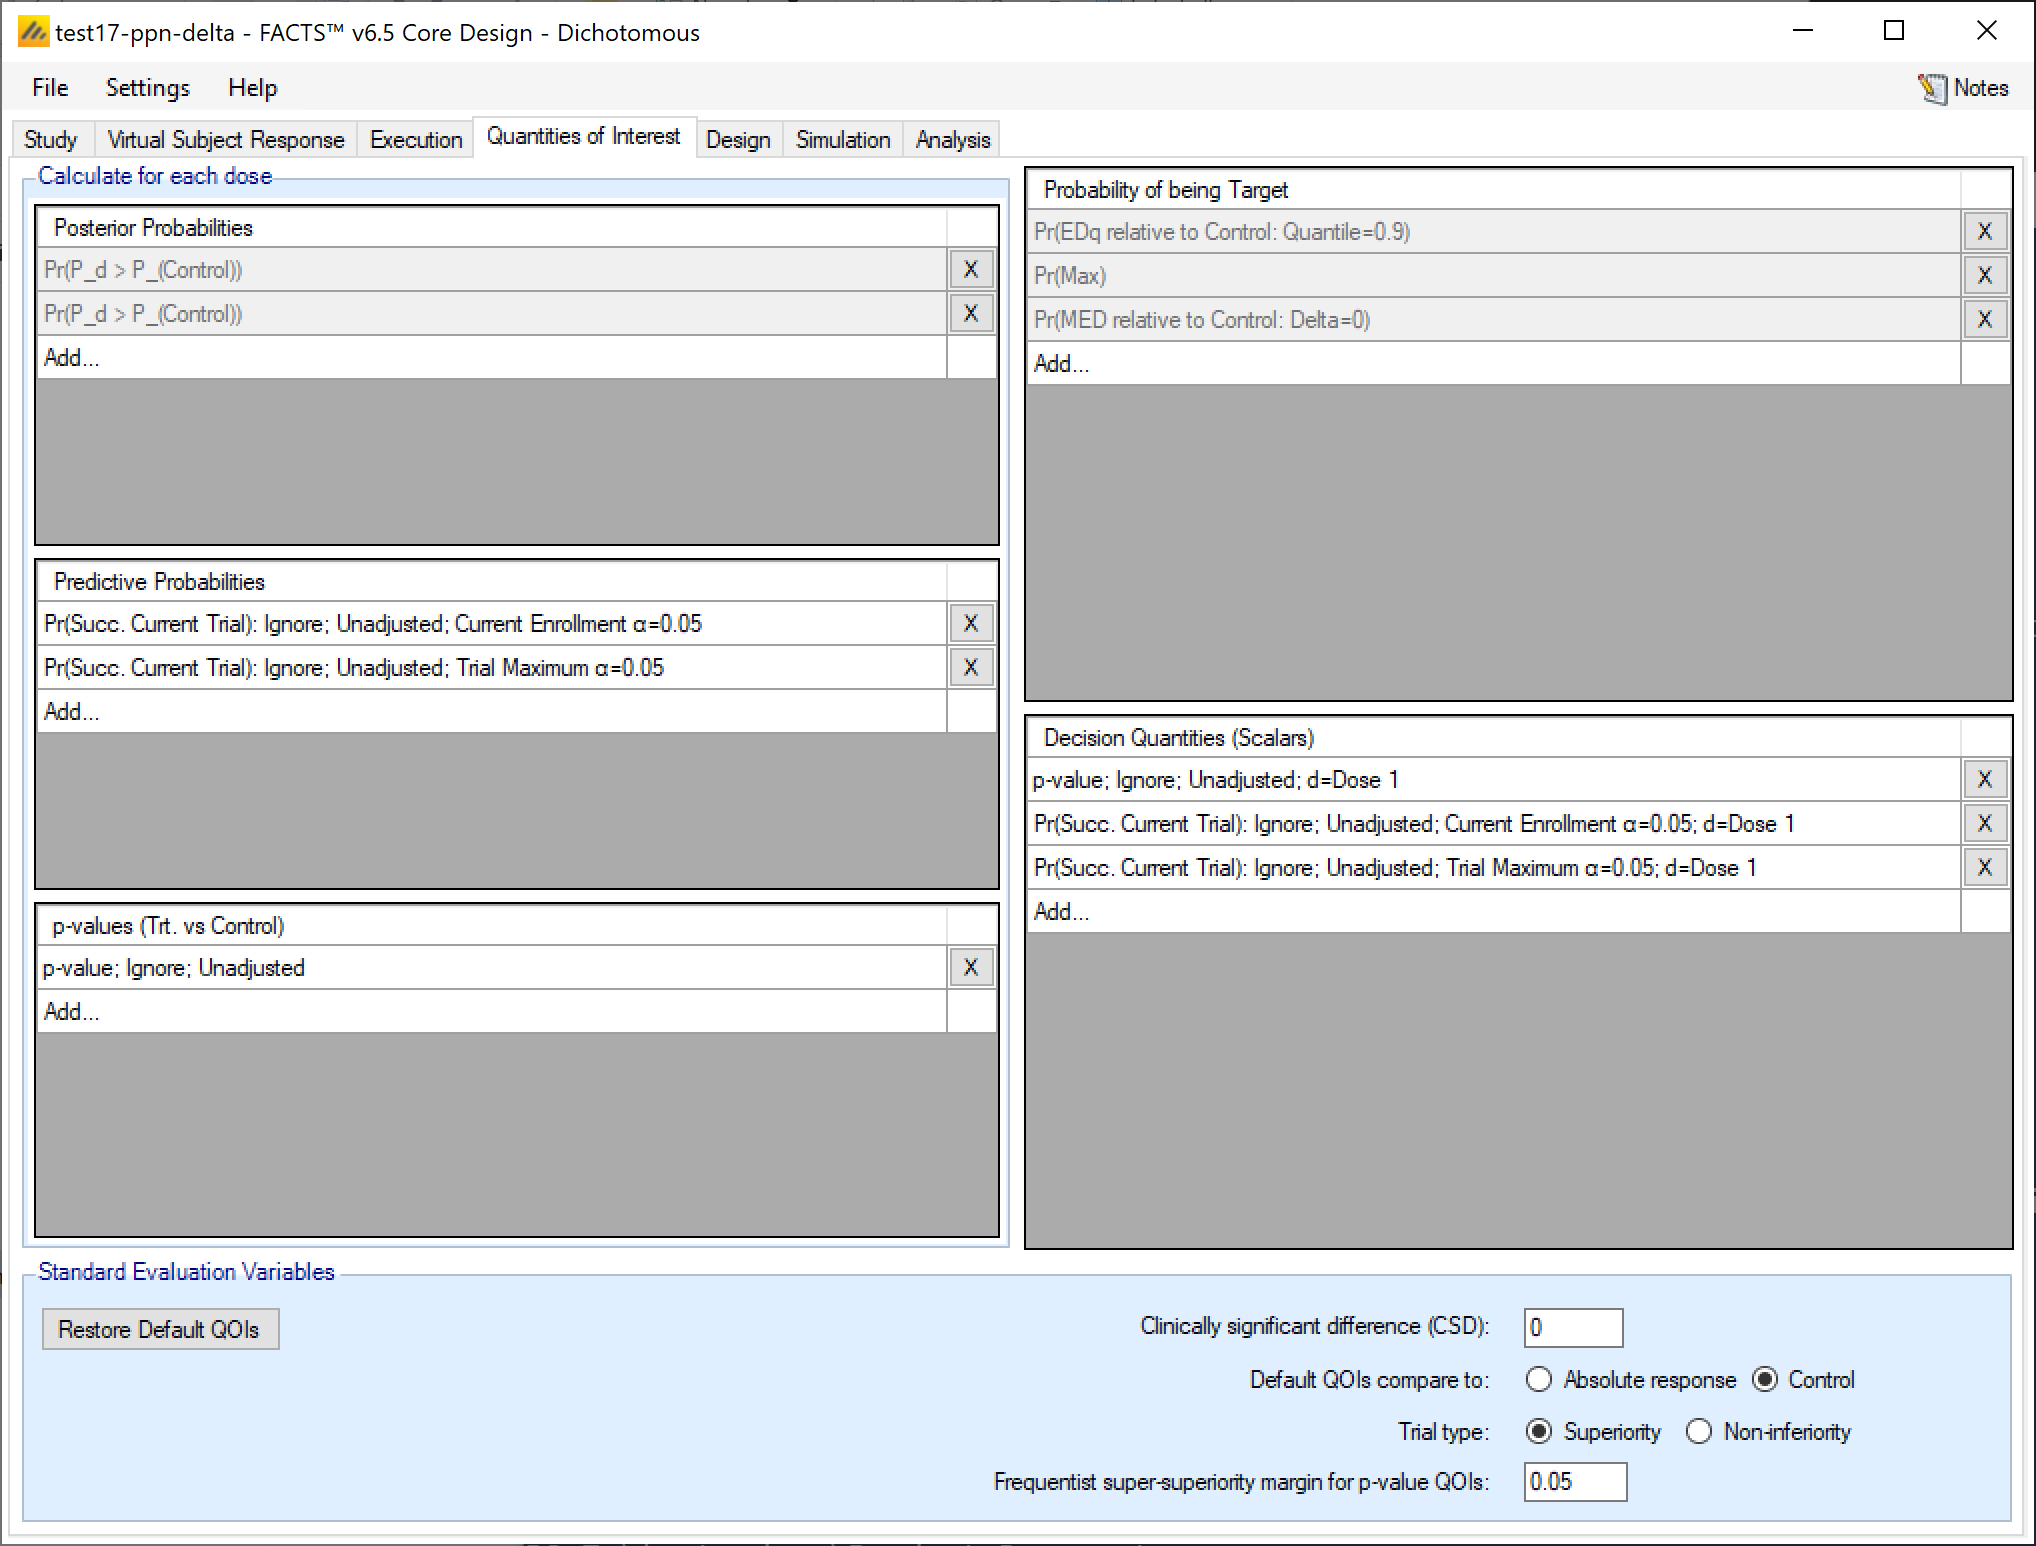 test17-ppn-delta - FACTS™ v6.5 Core Design - Dichotomous
File Settings Help Notes
Study Virtual Subject Response Execution Quantities of Interest Design Simulation Analysis
Calculate for each dose
Posterior Probabilities
Pr(P_d > P_(Control)) X
Pr(P_d > P_(Control)) X
Add...
Predictive Probabilities
Pr(Succ. Current Trial): Ignore; Unadjusted; Current Enrollment α=0.05 X
Pr(Succ. Current Trial): Ignore; Unadjusted; Trial Maximum α=0.05 X
Add...
p-values (Trt. vs Control)
p-value; Ignore; Unadjusted X
Add...
Probability of being Target
Pr(EDq relative to Control: Quantile=0.9) X
Pr(Max) X
Pr(MED relative to Control: Delta=0) X
Add...
Decision Quantities (Scalars)
p-value; Ignore; Unadjusted; d=Dose 1 X
Pr(Succ. Current Trial): Ignore; Unadjusted; Current Enrollment α=0.05; d=Dose 1 X
Pr(Succ. Current Trial): Ignore; Unadjusted; Trial Maximum α=0.05; d=Dose 1 X
Add...
Standard Evaluation Variables
Restore Default QOIs
Clinically significant difference (CSD): 0
Default QOIs compare to: Absolute response Control
Trial type: Superiority Non-inferiority
Frequentist super-superiority margin for p-value QOIs: 0.05